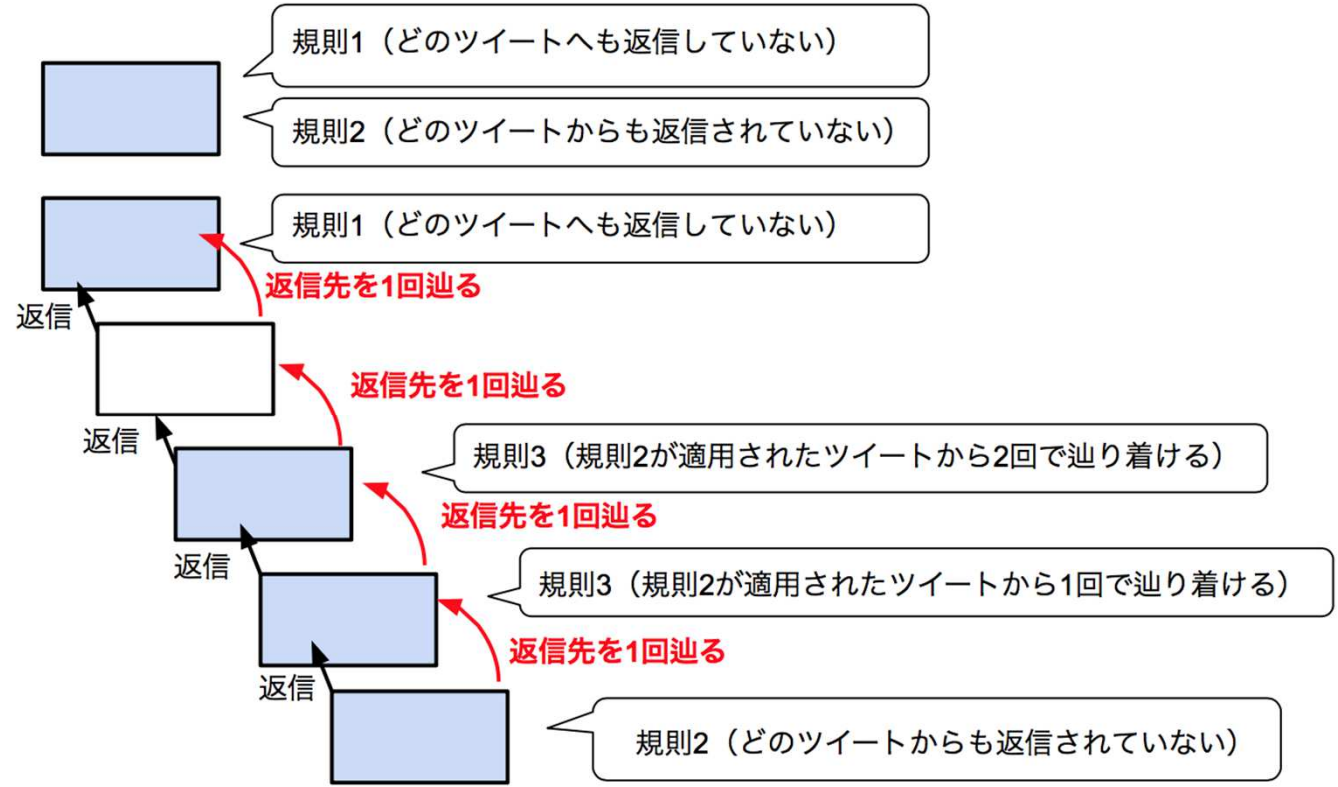 規則1（どのツイートへも返信していない）
規則2（どのツイートからも返信されていない）
規則1（どのツイートへも返信していない）
返信先を1回辿る
返信
返信先を1回辿る
返信
規則3（規則2が適用されたツイートから2回で辿り着ける）
返信先を1回辿る
返信
規則3（規則2が適用されたツイートから1回で辿り着ける）
返信先を1回辿る
返信
規則2（どのツイートからも返信されていない）